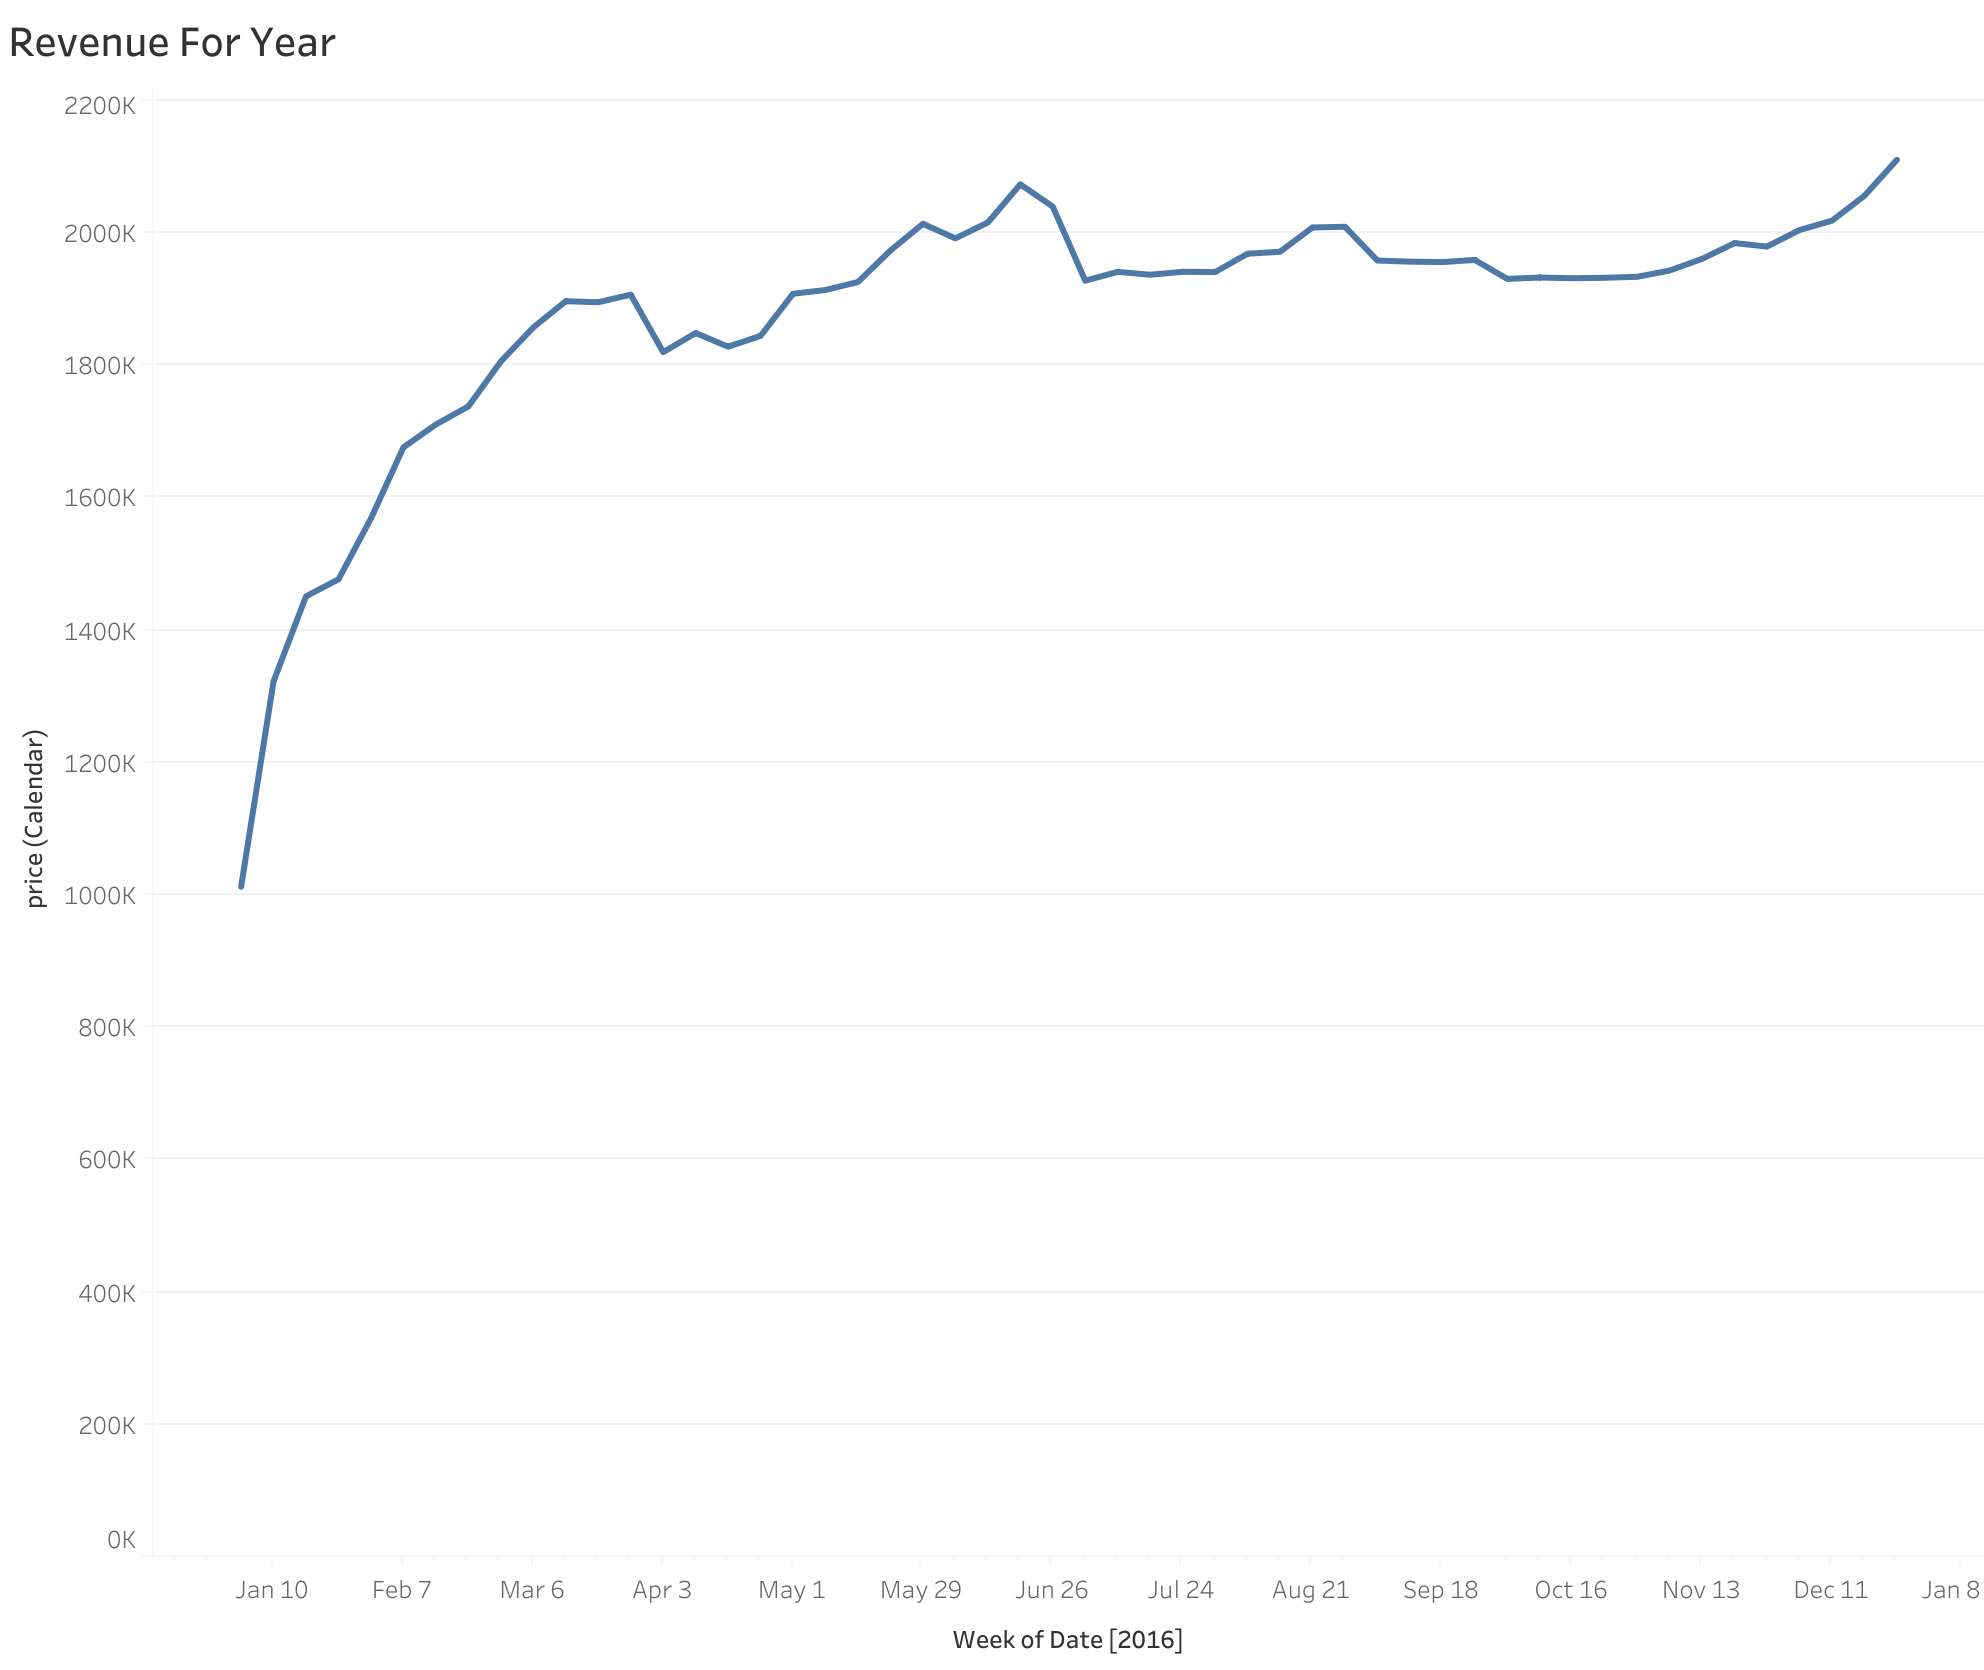 Revenue For Year
2200K
2000K
1800K
1600K
1400K
1200K
1000K
800K
600K
400K
200K
0K
price (Calendar)
Jan 10 Feb 7 Mar 6 Apr 3 May 1 May 29 Jun 26 Jul 24 Aug 21 Sep 18 Oct 16 Nov 13 Dec 11 Jan 8
Week of Date [2016]